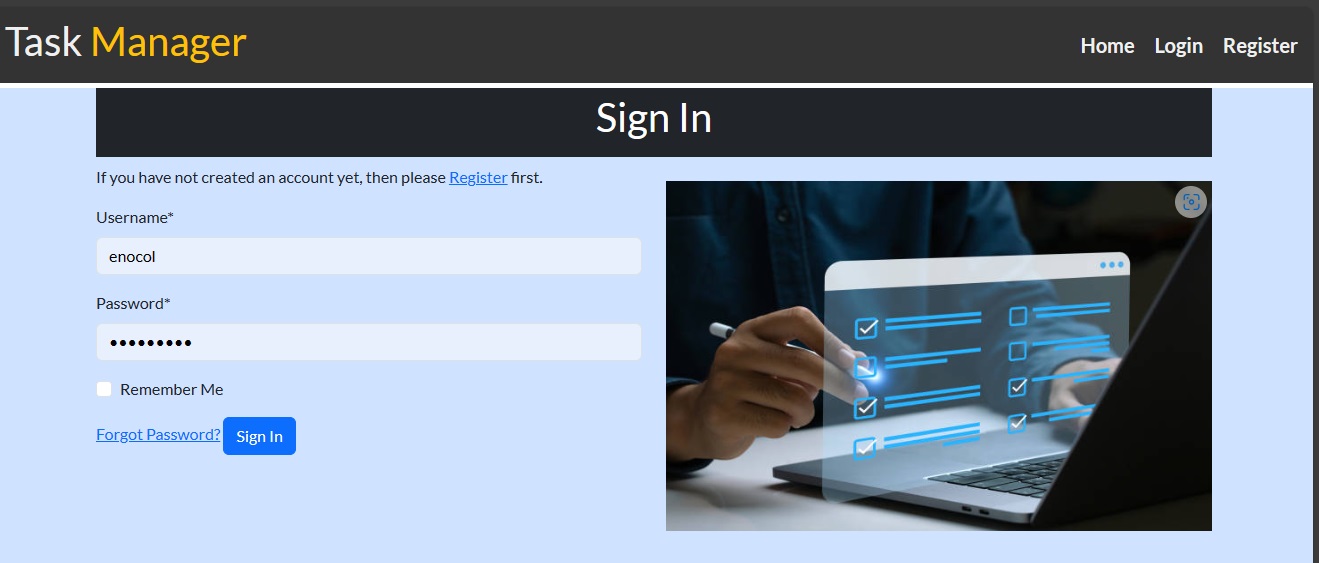 Task Manager
Home Login Register
Sign In
If you have not created an account yet, then please Register first.
Username*
enocol
Password*
•••••••••
Remember Me
Forgot Password? Sign In